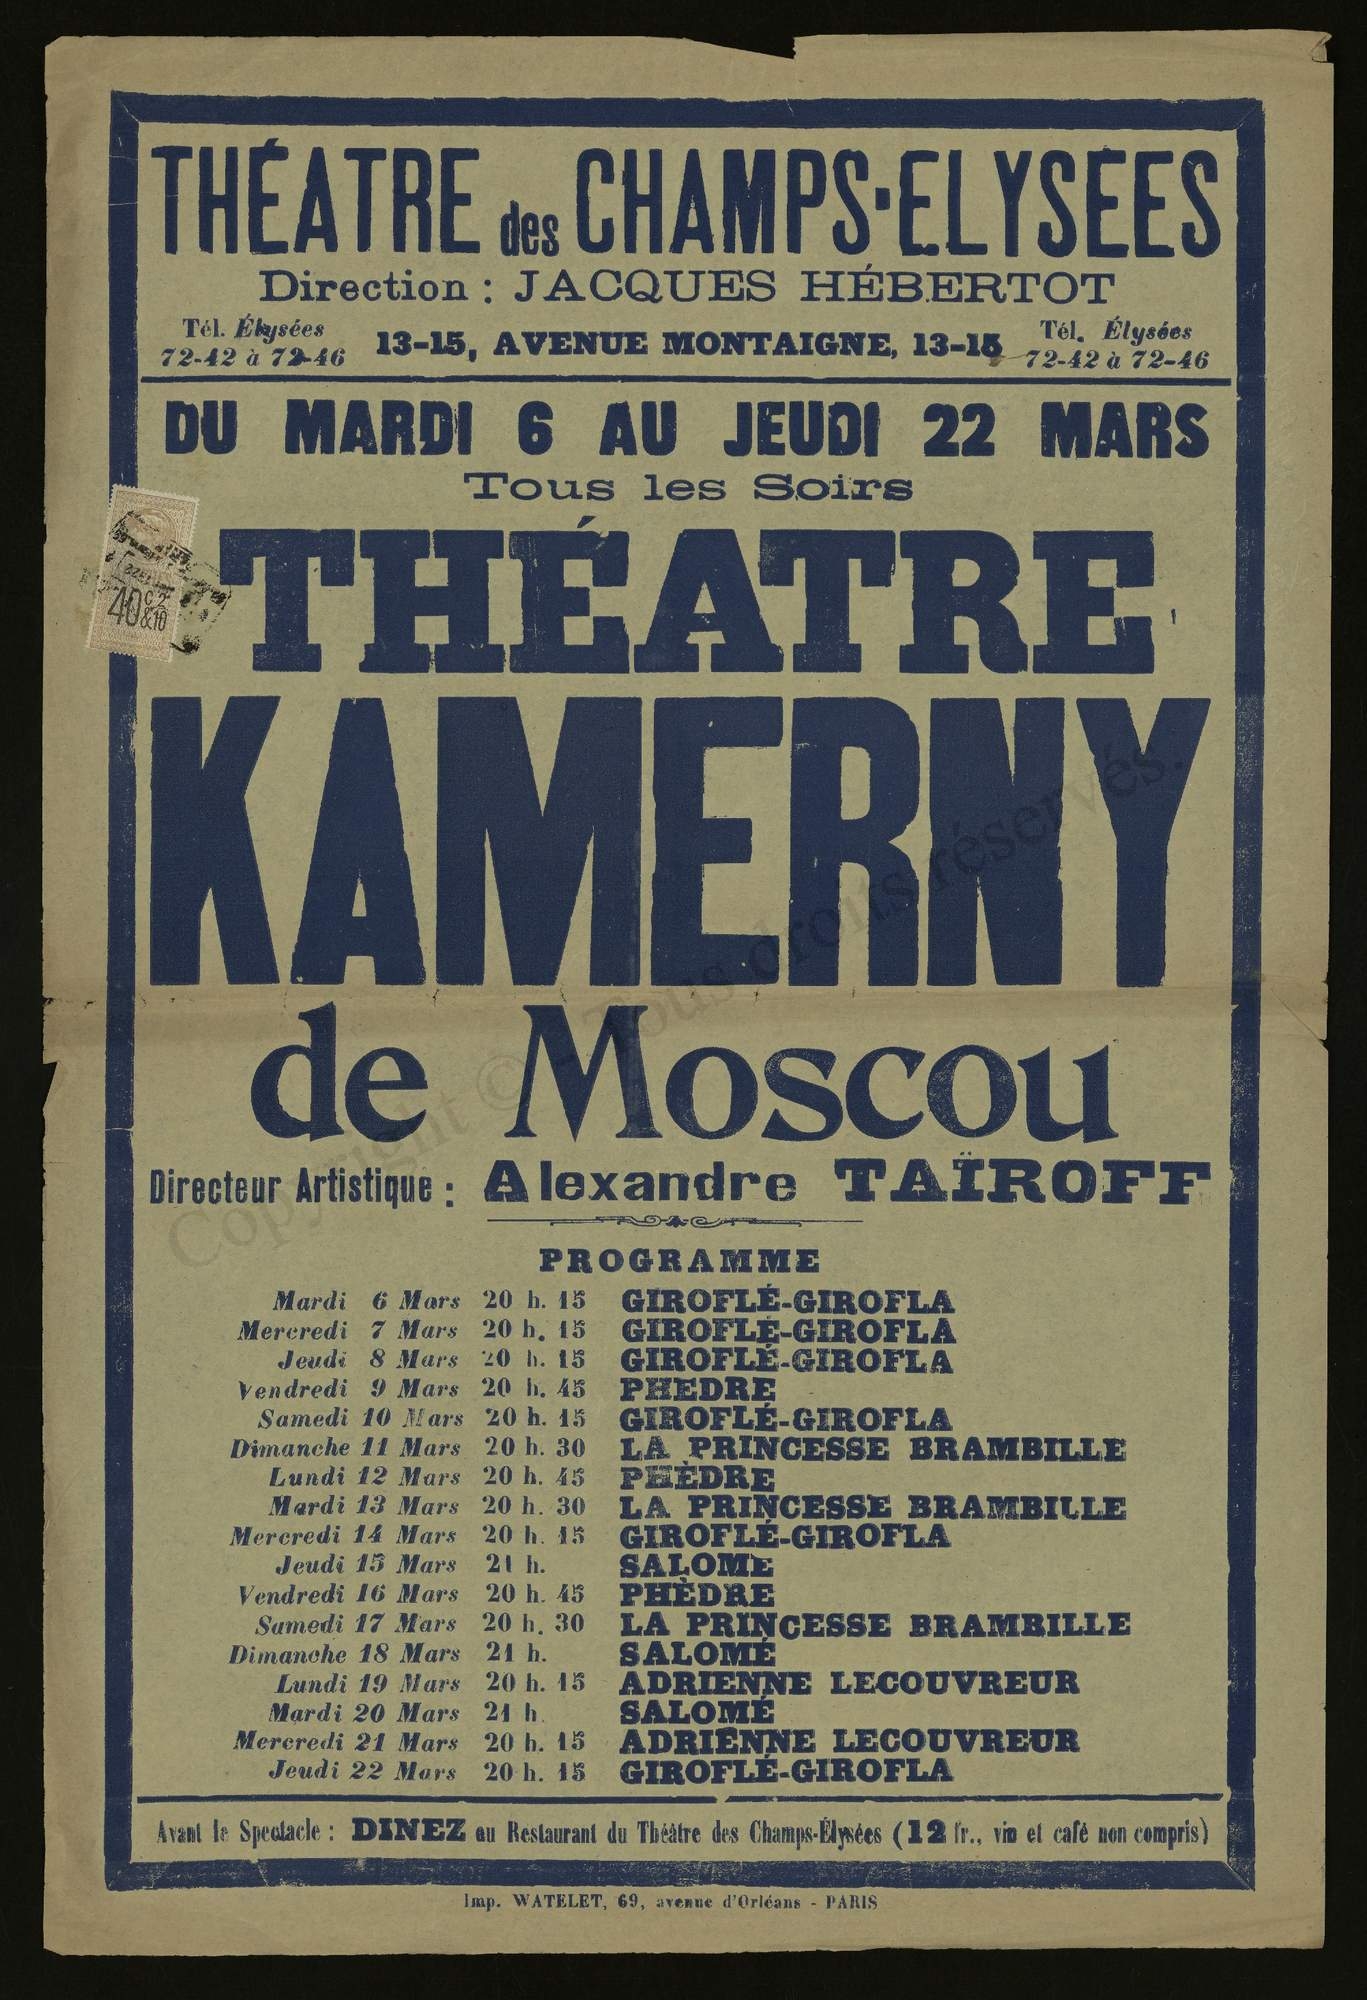 THÉATRE des CHAMPS-ELYSEES
Direction : JACQUES HÉBERTOT
Tél. Élysées
72-42 à 72-46
13-15, AVENUE MONTAIGNE, 13-15
Tél. Élysées
72-42 à 72-46
DU MARDI 6 AU JEUDI 22 MARS
Tous les Soirs
40 c & 2/10
THÉATRE
KAMERNY
de Moscou
Directeur Artistique : Alexandre TAÏROFF
PROGRAMME
Mardi 6 Mars 20 h. 15 GIROFLÉ-GIROFLA
Mercredi 7 Mars 20 h. 15 GIROFLÉ-GIROFLA
Jeudi 8 Mars 20 h. 15 GIROFLÉ-GIROFLA
Vendredi 9 Mars 20 h. 45 PHEDRE
Samedi 10 Mars 20 h. 15 GIROFLÉ-GIROFLA
Dimanche 11 Mars 20 h. 30 LA PRINCESSE BRAMBILLE
Lundi 12 Mars 20 h. 45 PHÈDRE
Mardi 13 Mars 20 h. 30 LA PRINCESSE BRAMBILLE
Mercredi 14 Mars 20 h. 15 GIROFLÉ-GIROFLA
Jeudi 15 Mars 21 h. SALOME
Vendredi 16 Mars 20 h. 45 PHÈDRE
Samedi 17 Mars 20 h. 30 LA PRINCESSE BRAMBILLE
Dimanche 18 Mars 21 h. SALOMÉ
Lundi 19 Mars 20 h. 15 ADRIENNE LECOUVREUR
Mardi 20 Mars 21 h. SALOMÉ
Mercredi 21 Mars 20 h. 15 ADRIENNE LECOUVREUR
Jeudi 22 Mars 20 h. 15 GIROFLÉ-GIROFLA
Avant le Spectacle : DINEZ au Restaurant du Théâtre des Champs-Élysées (12 fr., vin et café non compris)
Imp. WATELET, 69, avenue d'Orléans - PARIS
Copyright © - Tous droits réservés.